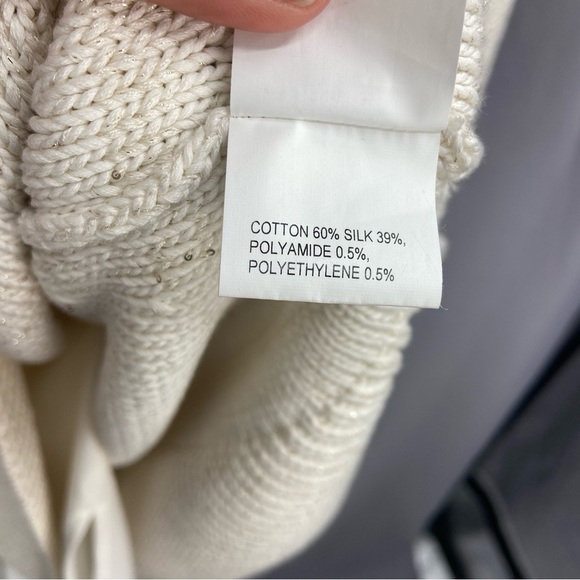 COTTON 60% SILK 39%,
POLYAMIDE 0.5%,
POLYETHYLENE 0.5%